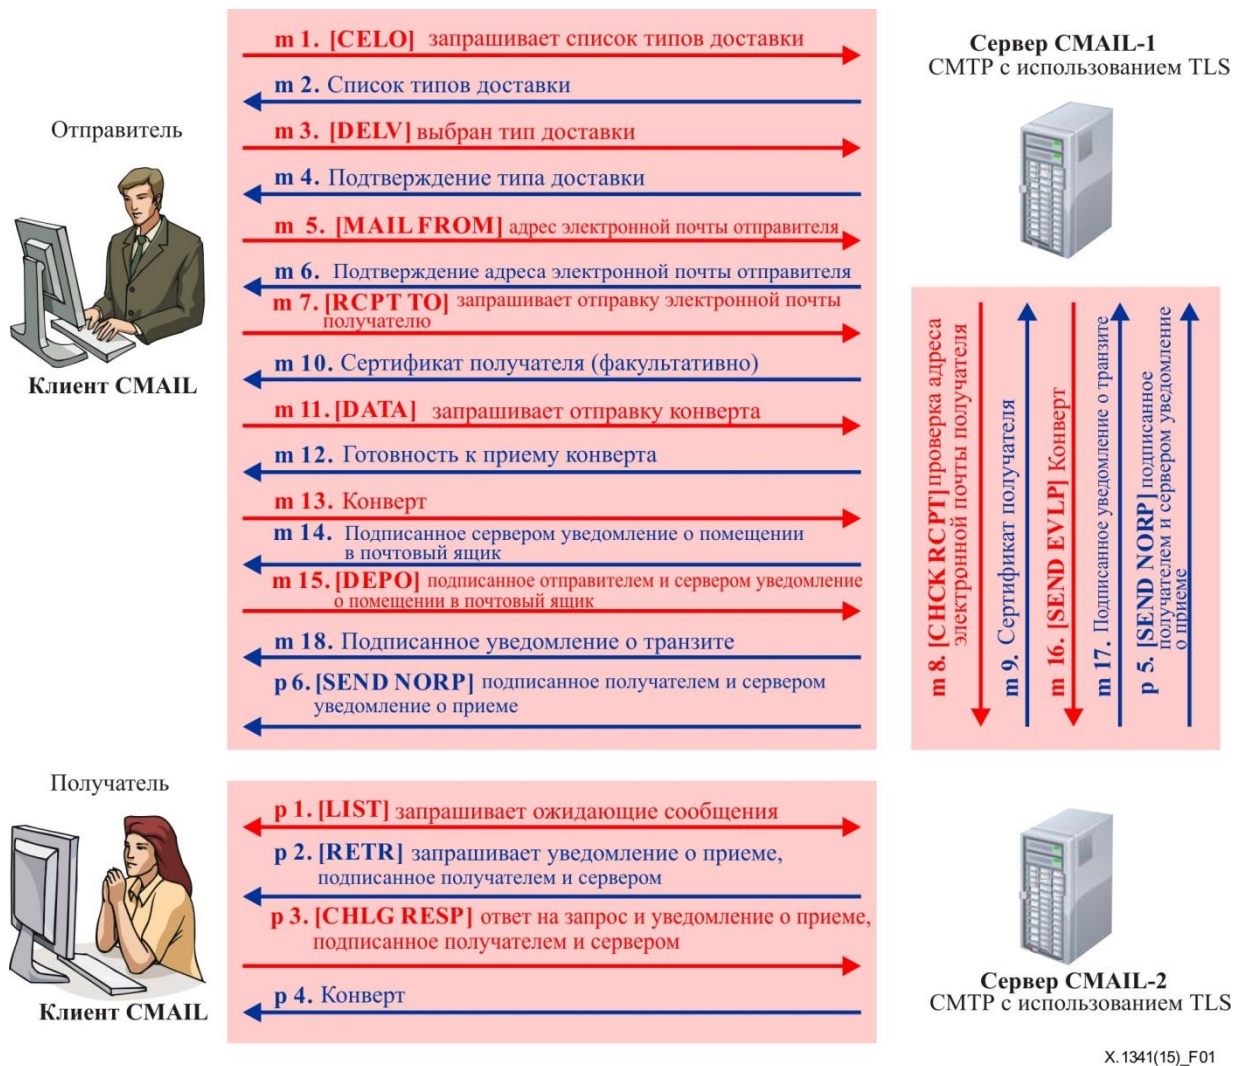 m 1. [CELO] запрашивает список типов доставки
m 2. Список типов доставки
m 3. [DELV] выбран тип доставки
m 4. Подтверждение типа доставки
m 5. [MAIL FROM] адрес электронной почты отправителя
m 6. Подтверждение адреса электронной почты отправителя
m 7. [RCPT TO] запрашивает отправку электронной почты
получателю
m 10. Сертификат получателя (факультативно)
m 11. [DATA] запрашивает отправку конверта
m 12. Готовность к приему конверта
m 13. Конверт
m 14. Подписанное сервером уведомление о помещении
в почтовый ящик
m 15. [DEPO] подписанное отправителем и сервером уведомление
о помещении в почтовый ящик
m 18. Подписанное уведомление о транзите
p 6. [SEND NORP] подписанное получателем и сервером
уведомление о приеме
Отправитель
Клиент CMAIL
Сервер CMAIL-1
СМТР с использованием TLS
m 8. [CHCK RCPT] проверка адреса
электронной почты получателя
m 9. Сертификат получателя
m 16. [SEND EVLP] Конверт
m 17. Подписанное уведомление о транзите
p 5. [SEND NORP] подписанное
получателем и сервером уведомление
о приеме
Получатель
Клиент CMAIL
p 1. [LIST] запрашивает ожидающие сообщения
p 2. [RETR] запрашивает уведомление о приеме,
подписанное получателем и сервером
p 3. [CHLG RESP] ответ на запрос и уведомление о приеме,
подписанное получателем и сервером
p 4. Конверт
Сервер CMAIL-2
СМТР с использованием TLS
X.1341(15)_F01